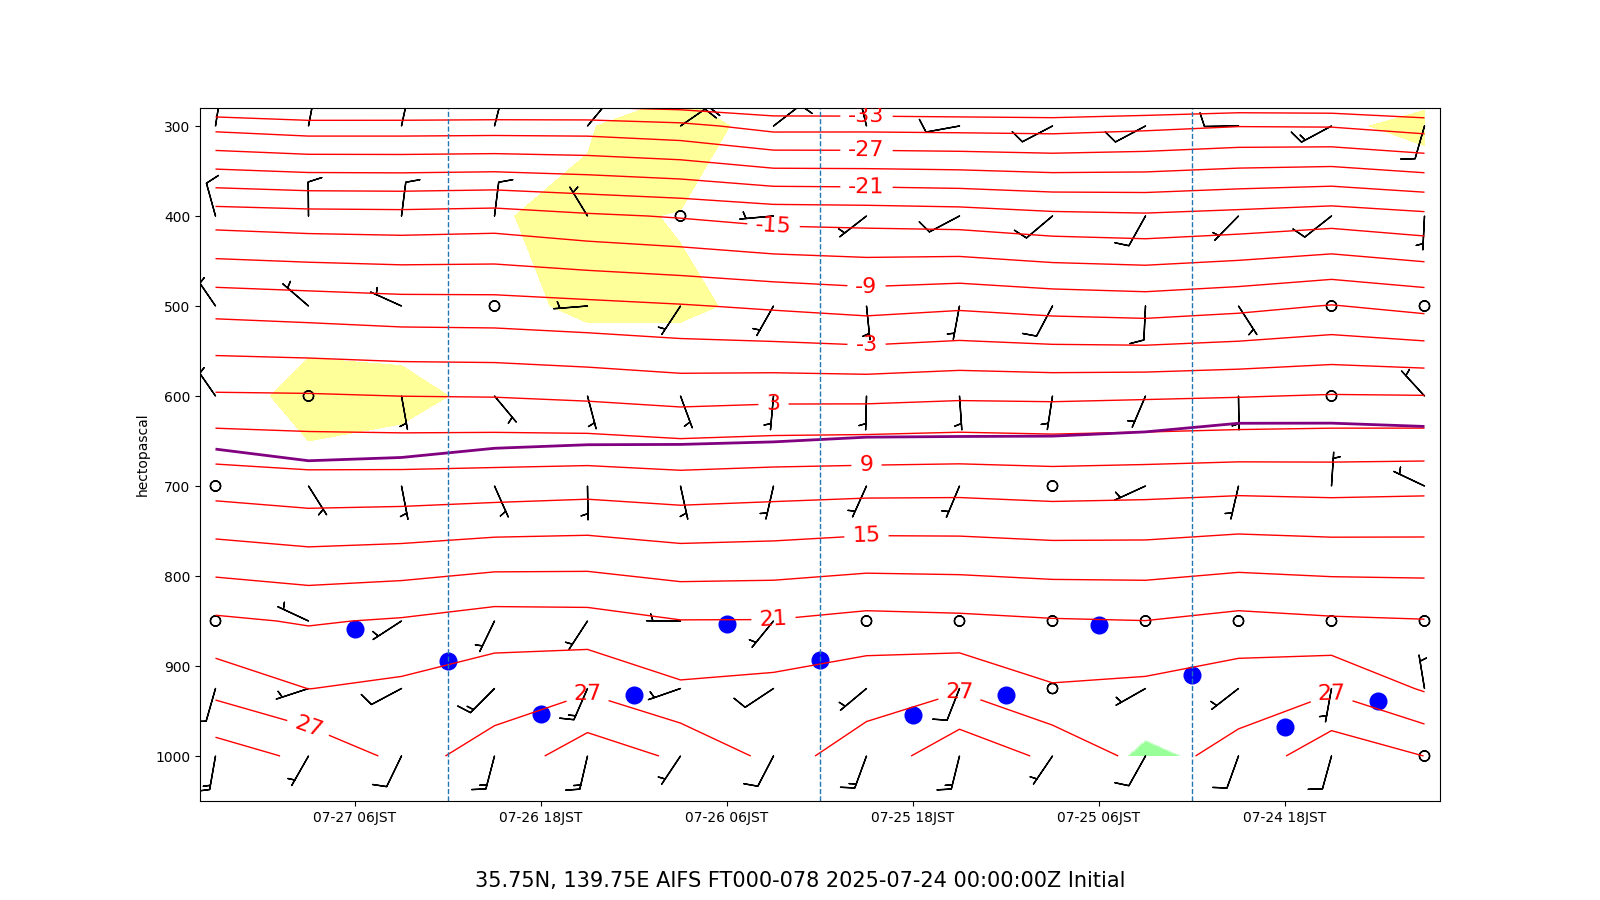 300
400
500
600
700
800
900
1000
hectopascal
-33
-27
-21
-15
-9
-3
3
9
15
21
27
27
27
27
07-27 06JST
07-26 18JST
07-26 06JST
07-25 18JST
07-25 06JST
07-24 18JST
35.75N, 139.75E AIFS FT000-078 2025-07-24 00:00:00Z Initial